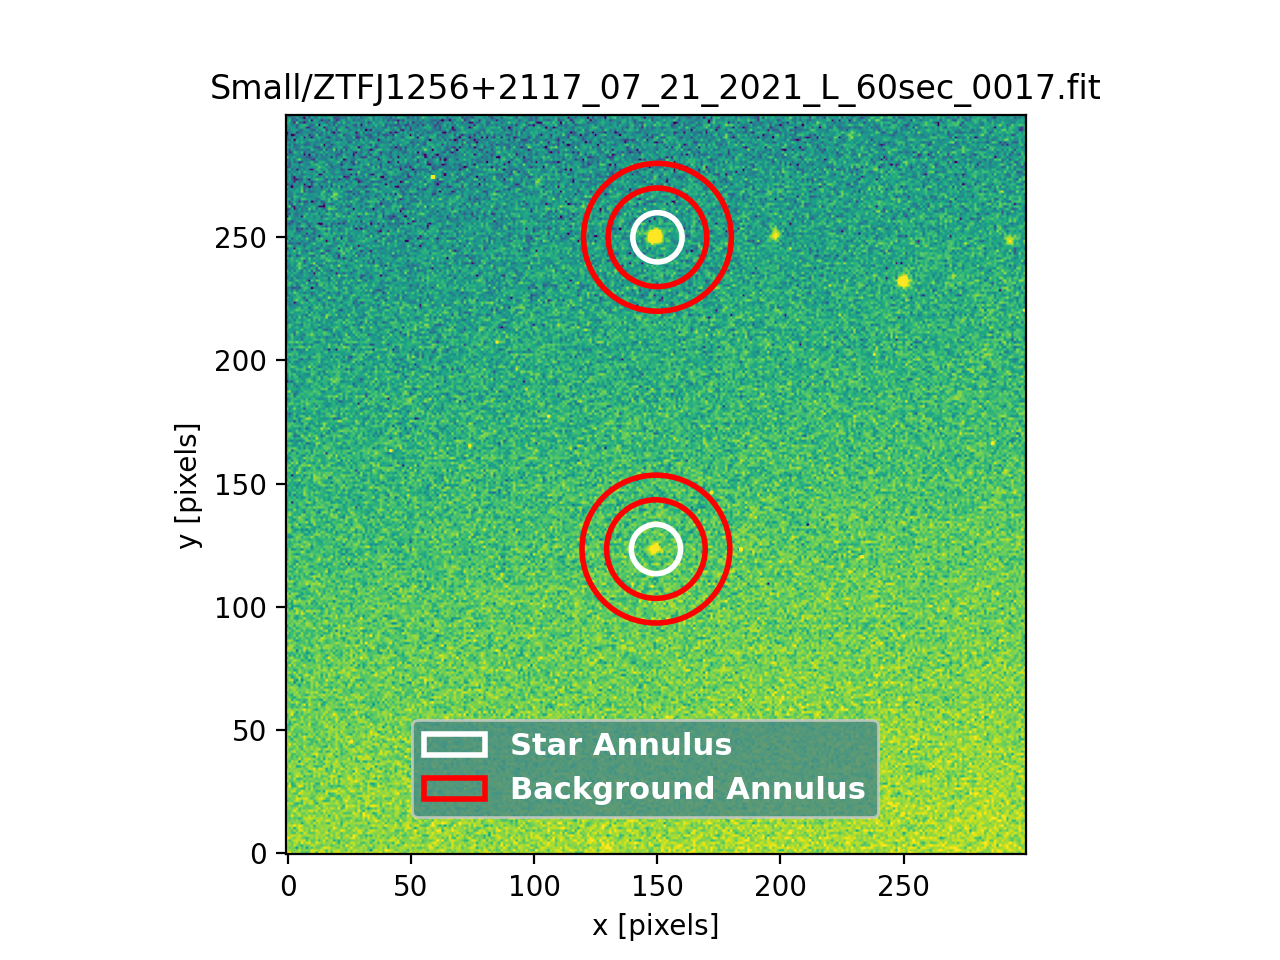 Small/ZTFJ1256+2117_07_21_2021_L_60sec_0017.fit
250
200
150
100
50
0
y [pixels]
Star Annulus
Background Annulus
0 50 100 150 200 250
x [pixels]